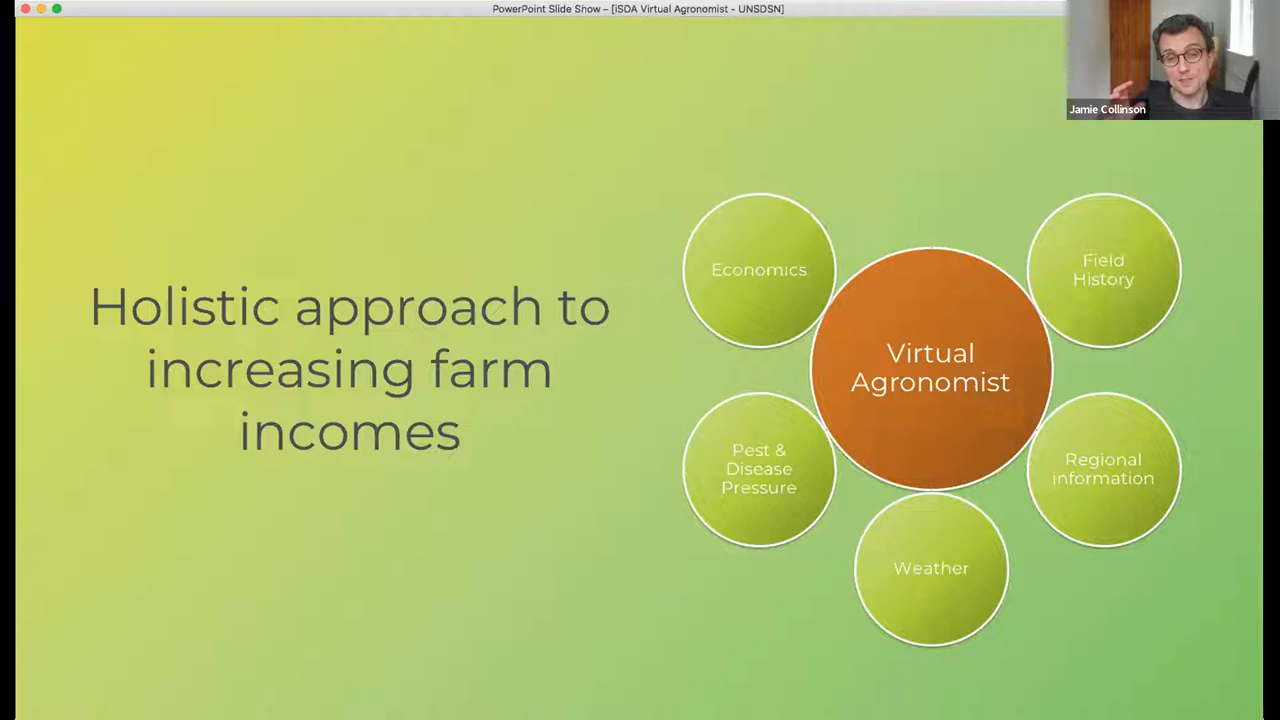 PowerPoint Slide Show – [iSDA Virtual Agronomist - UNSDSN]
Jamie Collinson
Holistic approach to
increasing farm
incomes
Economics
Field
History
Virtual
Agronomist
Pest &
Disease
Pressure
Regional
information
Weather